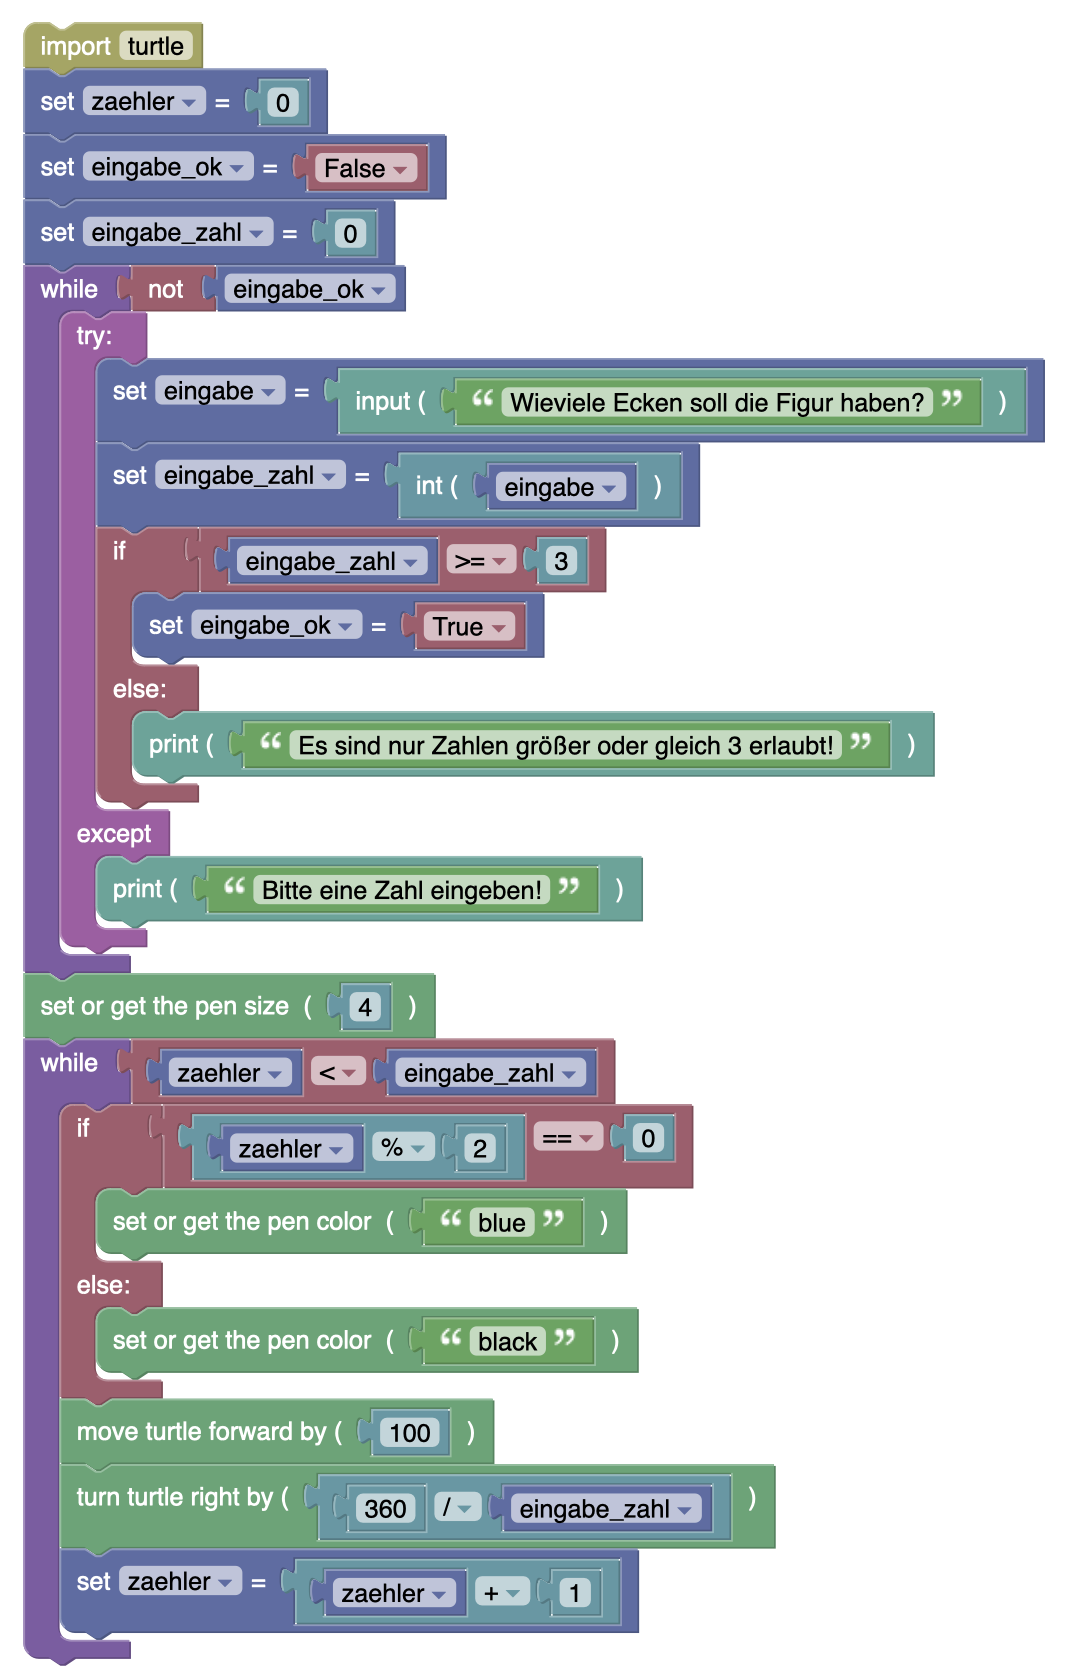 import turtle
set zaehler = 0
set eingabe_ok = False
set eingabe_zahl = 0
while not eingabe_ok
try:
set eingabe = input ( “ Wieviele Ecken soll die Figur haben? ” )
set eingabe_zahl = int ( eingabe )
if eingabe_zahl >= 3
set eingabe_ok = True
else:
print ( “ Es sind nur Zahlen größer oder gleich 3 erlaubt! ” )
except
print ( “ Bitte eine Zahl eingeben! ” )
set or get the pen size ( 4 )
while zaehler < eingabe_zahl
if zaehler % 2 == 0
set or get the pen color ( “ blue ” )
else:
set or get the pen color ( “ black ” )
move turtle forward by ( 100 )
turn turtle right by ( 360 / eingabe_zahl )
set zaehler = zaehler + 1